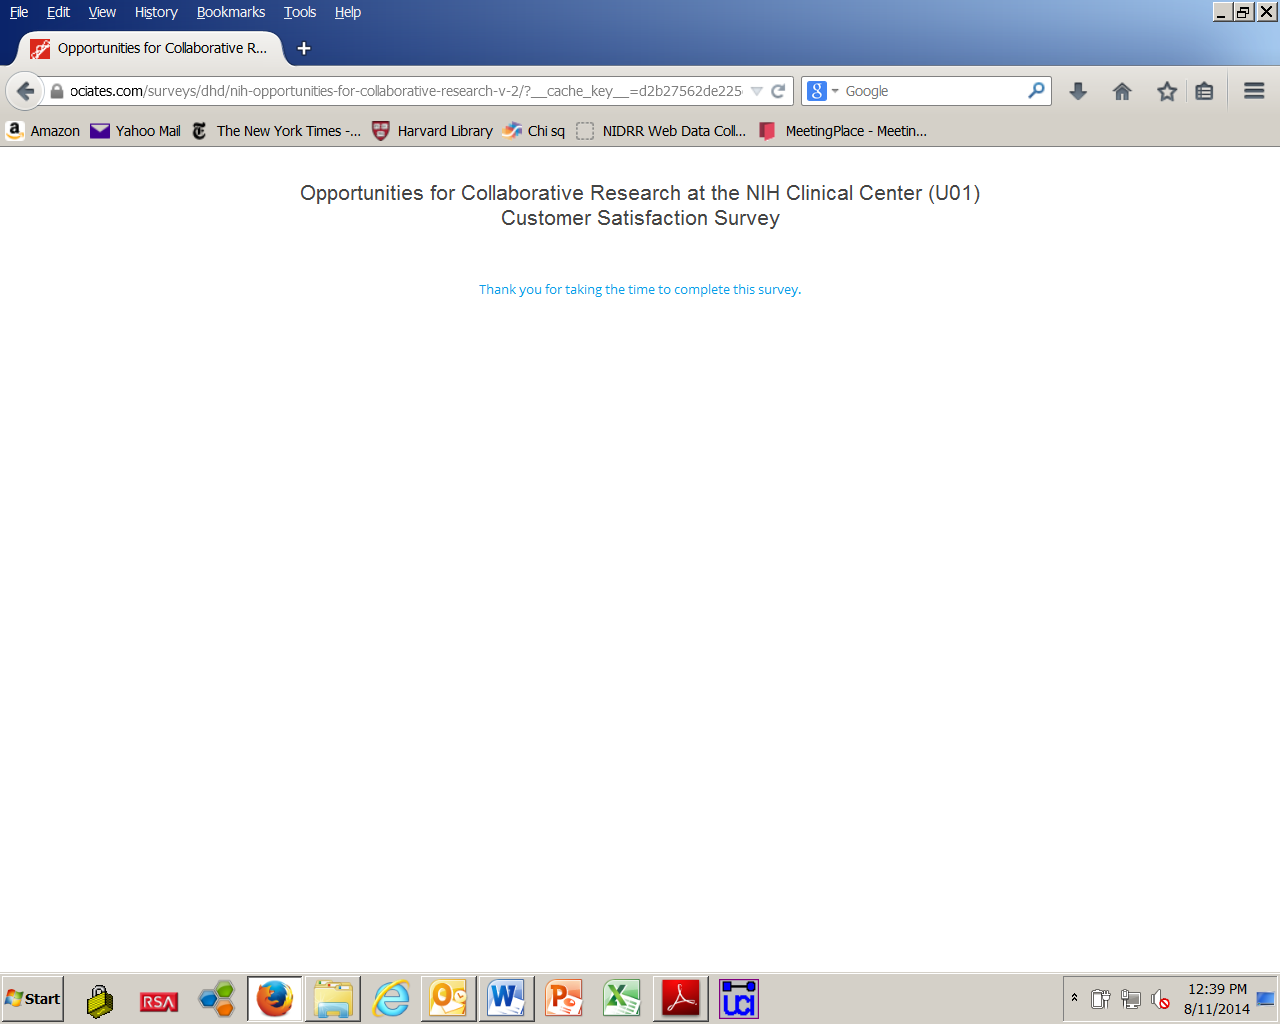 File Edit View History Bookmarks Tools Help
Opportunities for Collaborative R...
ociates.com/surveys/dhd/nih-opportunities-for-collaborative-research-v-2/?__cache_key__=d2b27562de225
Google
Amazon Yahoo Mail The New York Times -... Harvard Library Chi sq NIDRR Web Data Coll... MeetingPlace - Meetin...
Opportunities for Collaborative Research at the NIH Clinical Center (U01)
Customer Satisfaction Survey
Thank you for taking the time to complete this survey.
Start RSA UCI
12:39 PM
8/11/2014